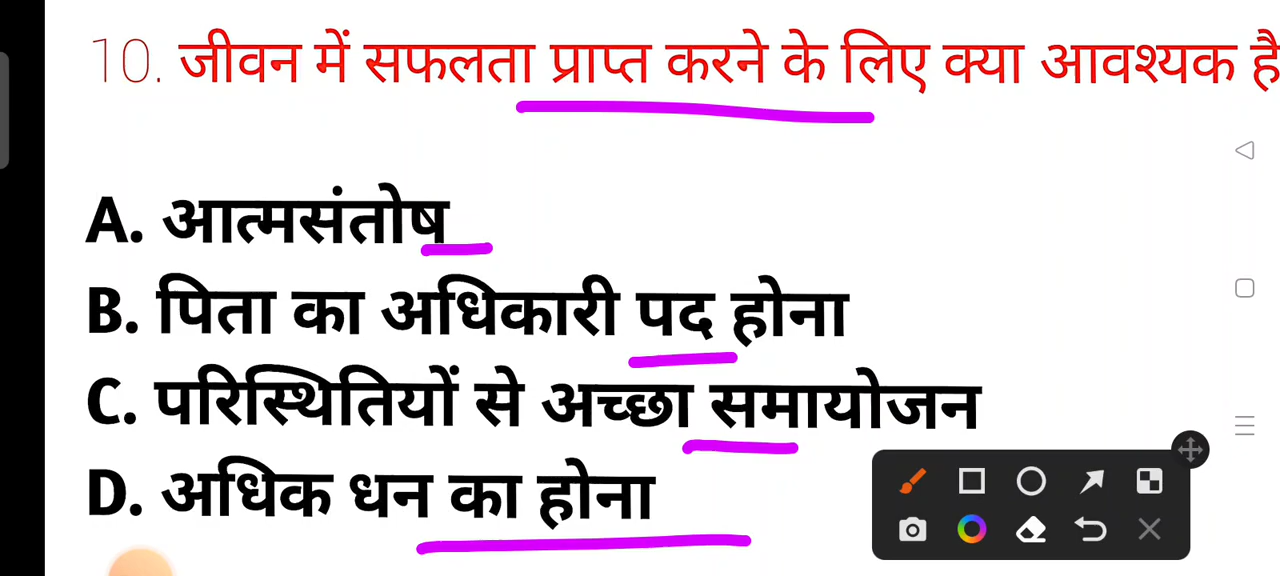 10. जीवन में सफलता प्राप्त करने के लिए क्या आवश्यक है
A. आत्मसंतोष
B. पिता का अधिकारी पद होना
C. परिस्थितियों से अच्छा समायोजन
D. अधिक धन का होना